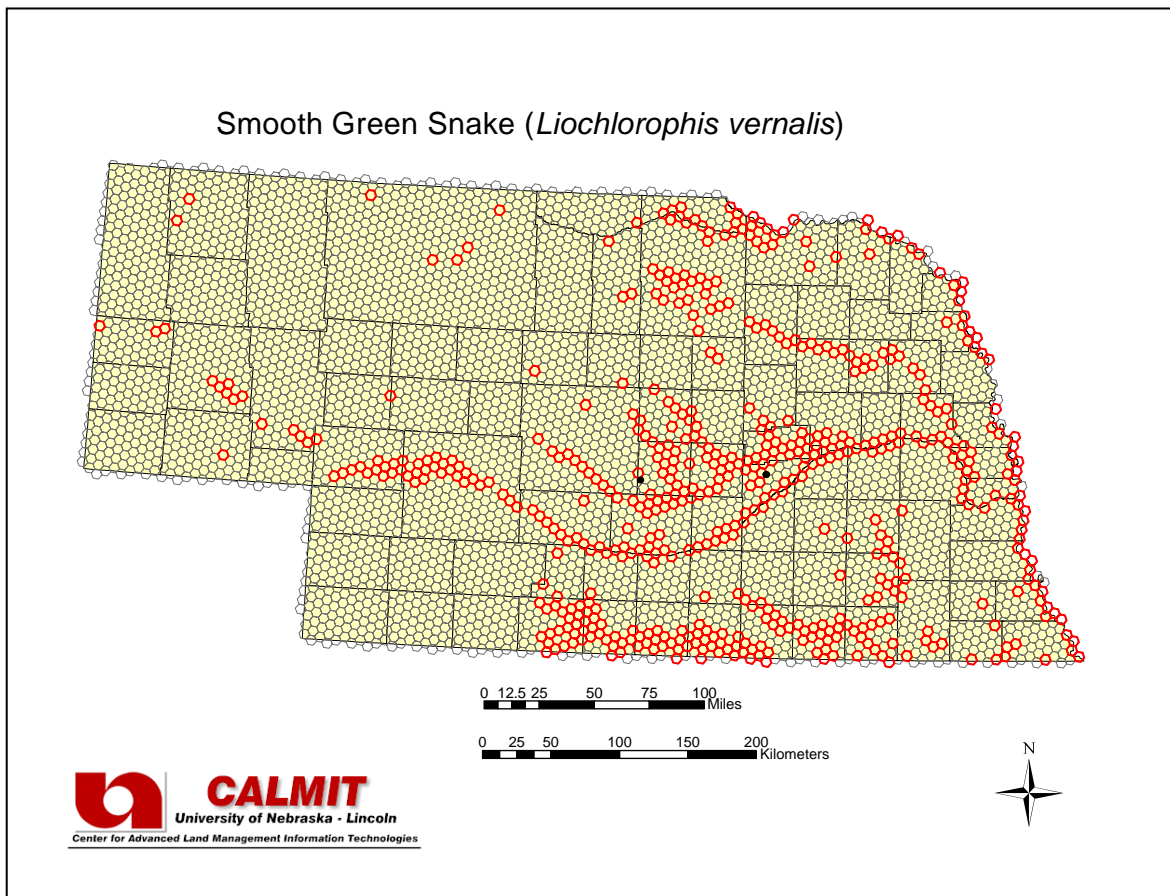 Smooth Green Snake (Liochlorophis vernalis)
0 12.5 25 50 75 100
Miles
0 25 50 100 150 200
Kilometers
N
CALMIT
University of Nebraska - Lincoln
Center for Advanced Land Management Information Technologies